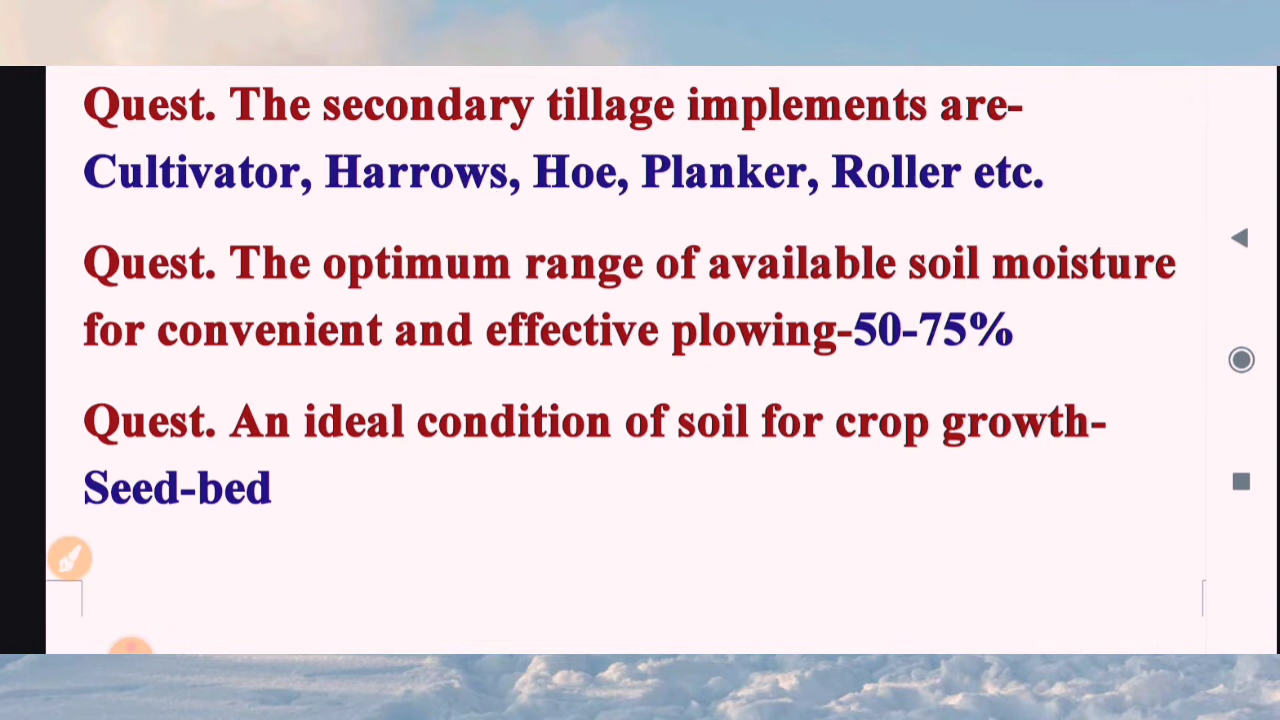 Quest. The secondary tillage implements are-
Cultivator, Harrows, Hoe, Planker, Roller etc.
Quest. The optimum range of available soil moisture
for convenient and effective plowing-50-75%
Quest. An ideal condition of soil for crop growth-
Seed-bed